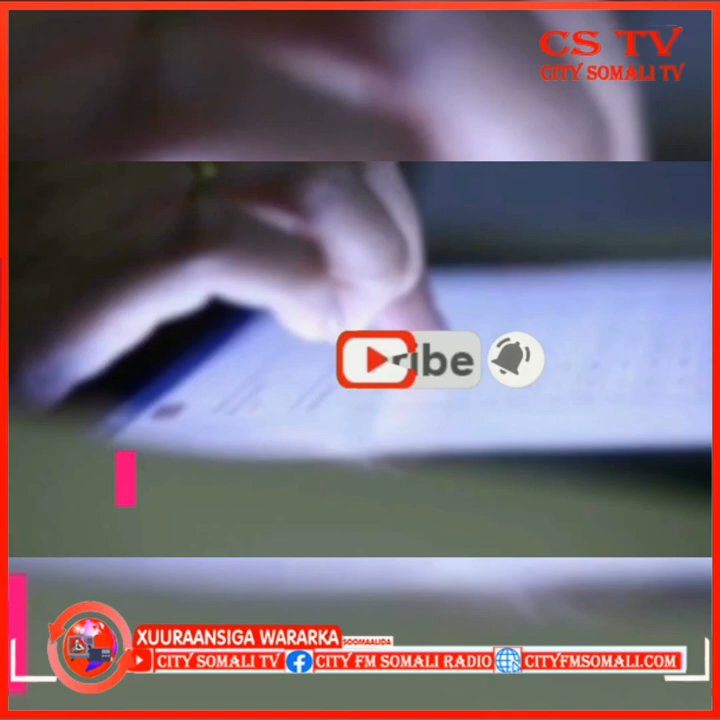 CS TV
CITY SOMALI TV
ribe
XUURAANSIGA WARARKA SOOMAALIDA
CITY SOMALI TV CITY FM SOMALI RADIO CITYFMSOMALI.COM